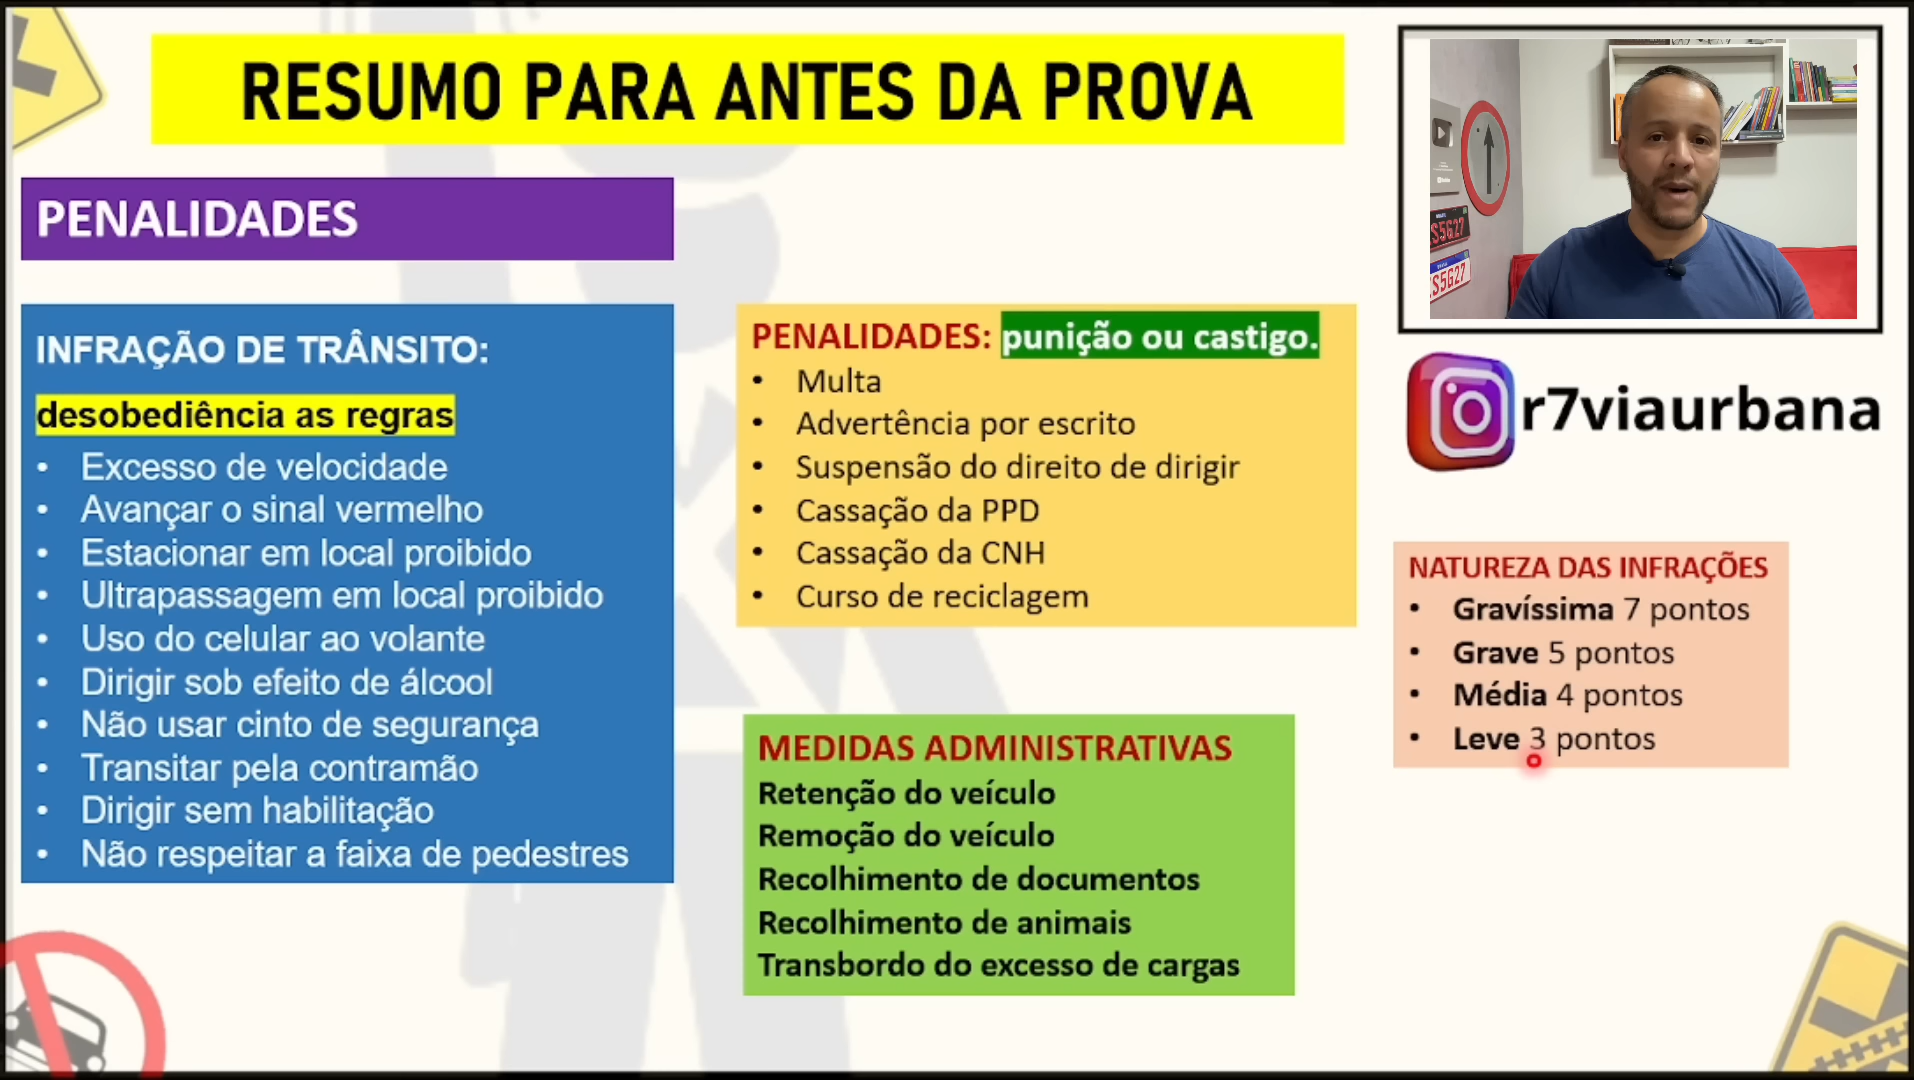 RESUMO PARA ANTES DA PROVA
PENALIDADES
INFRAÇÃO DE TRÂNSITO:
desobediência as regras
• Excesso de velocidade
• Avançar o sinal vermelho
• Estacionar em local proibido
• Ultrapassagem em local proibido
• Uso do celular ao volante
• Dirigir sob efeito de álcool
• Não usar cinto de segurança
• Transitar pela contramão
• Dirigir sem habilitação
• Não respeitar a faixa de pedestres
PENALIDADES: punição ou castigo.
• Multa
• Advertência por escrito
• Suspensão do direito de dirigir
• Cassação da PPD
• Cassação da CNH
• Curso de reciclagem
MEDIDAS ADMINISTRATIVAS
Retenção do veículo
Remoção do veículo
Recolhimento de documentos
Recolhimento de animais
Transbordo do excesso de cargas
S5G27
S5G27
r7viaurbana
NATUREZA DAS INFRAÇÕES
• Gravíssima 7 pontos
• Grave 5 pontos
• Média 4 pontos
• Leve 3 pontos